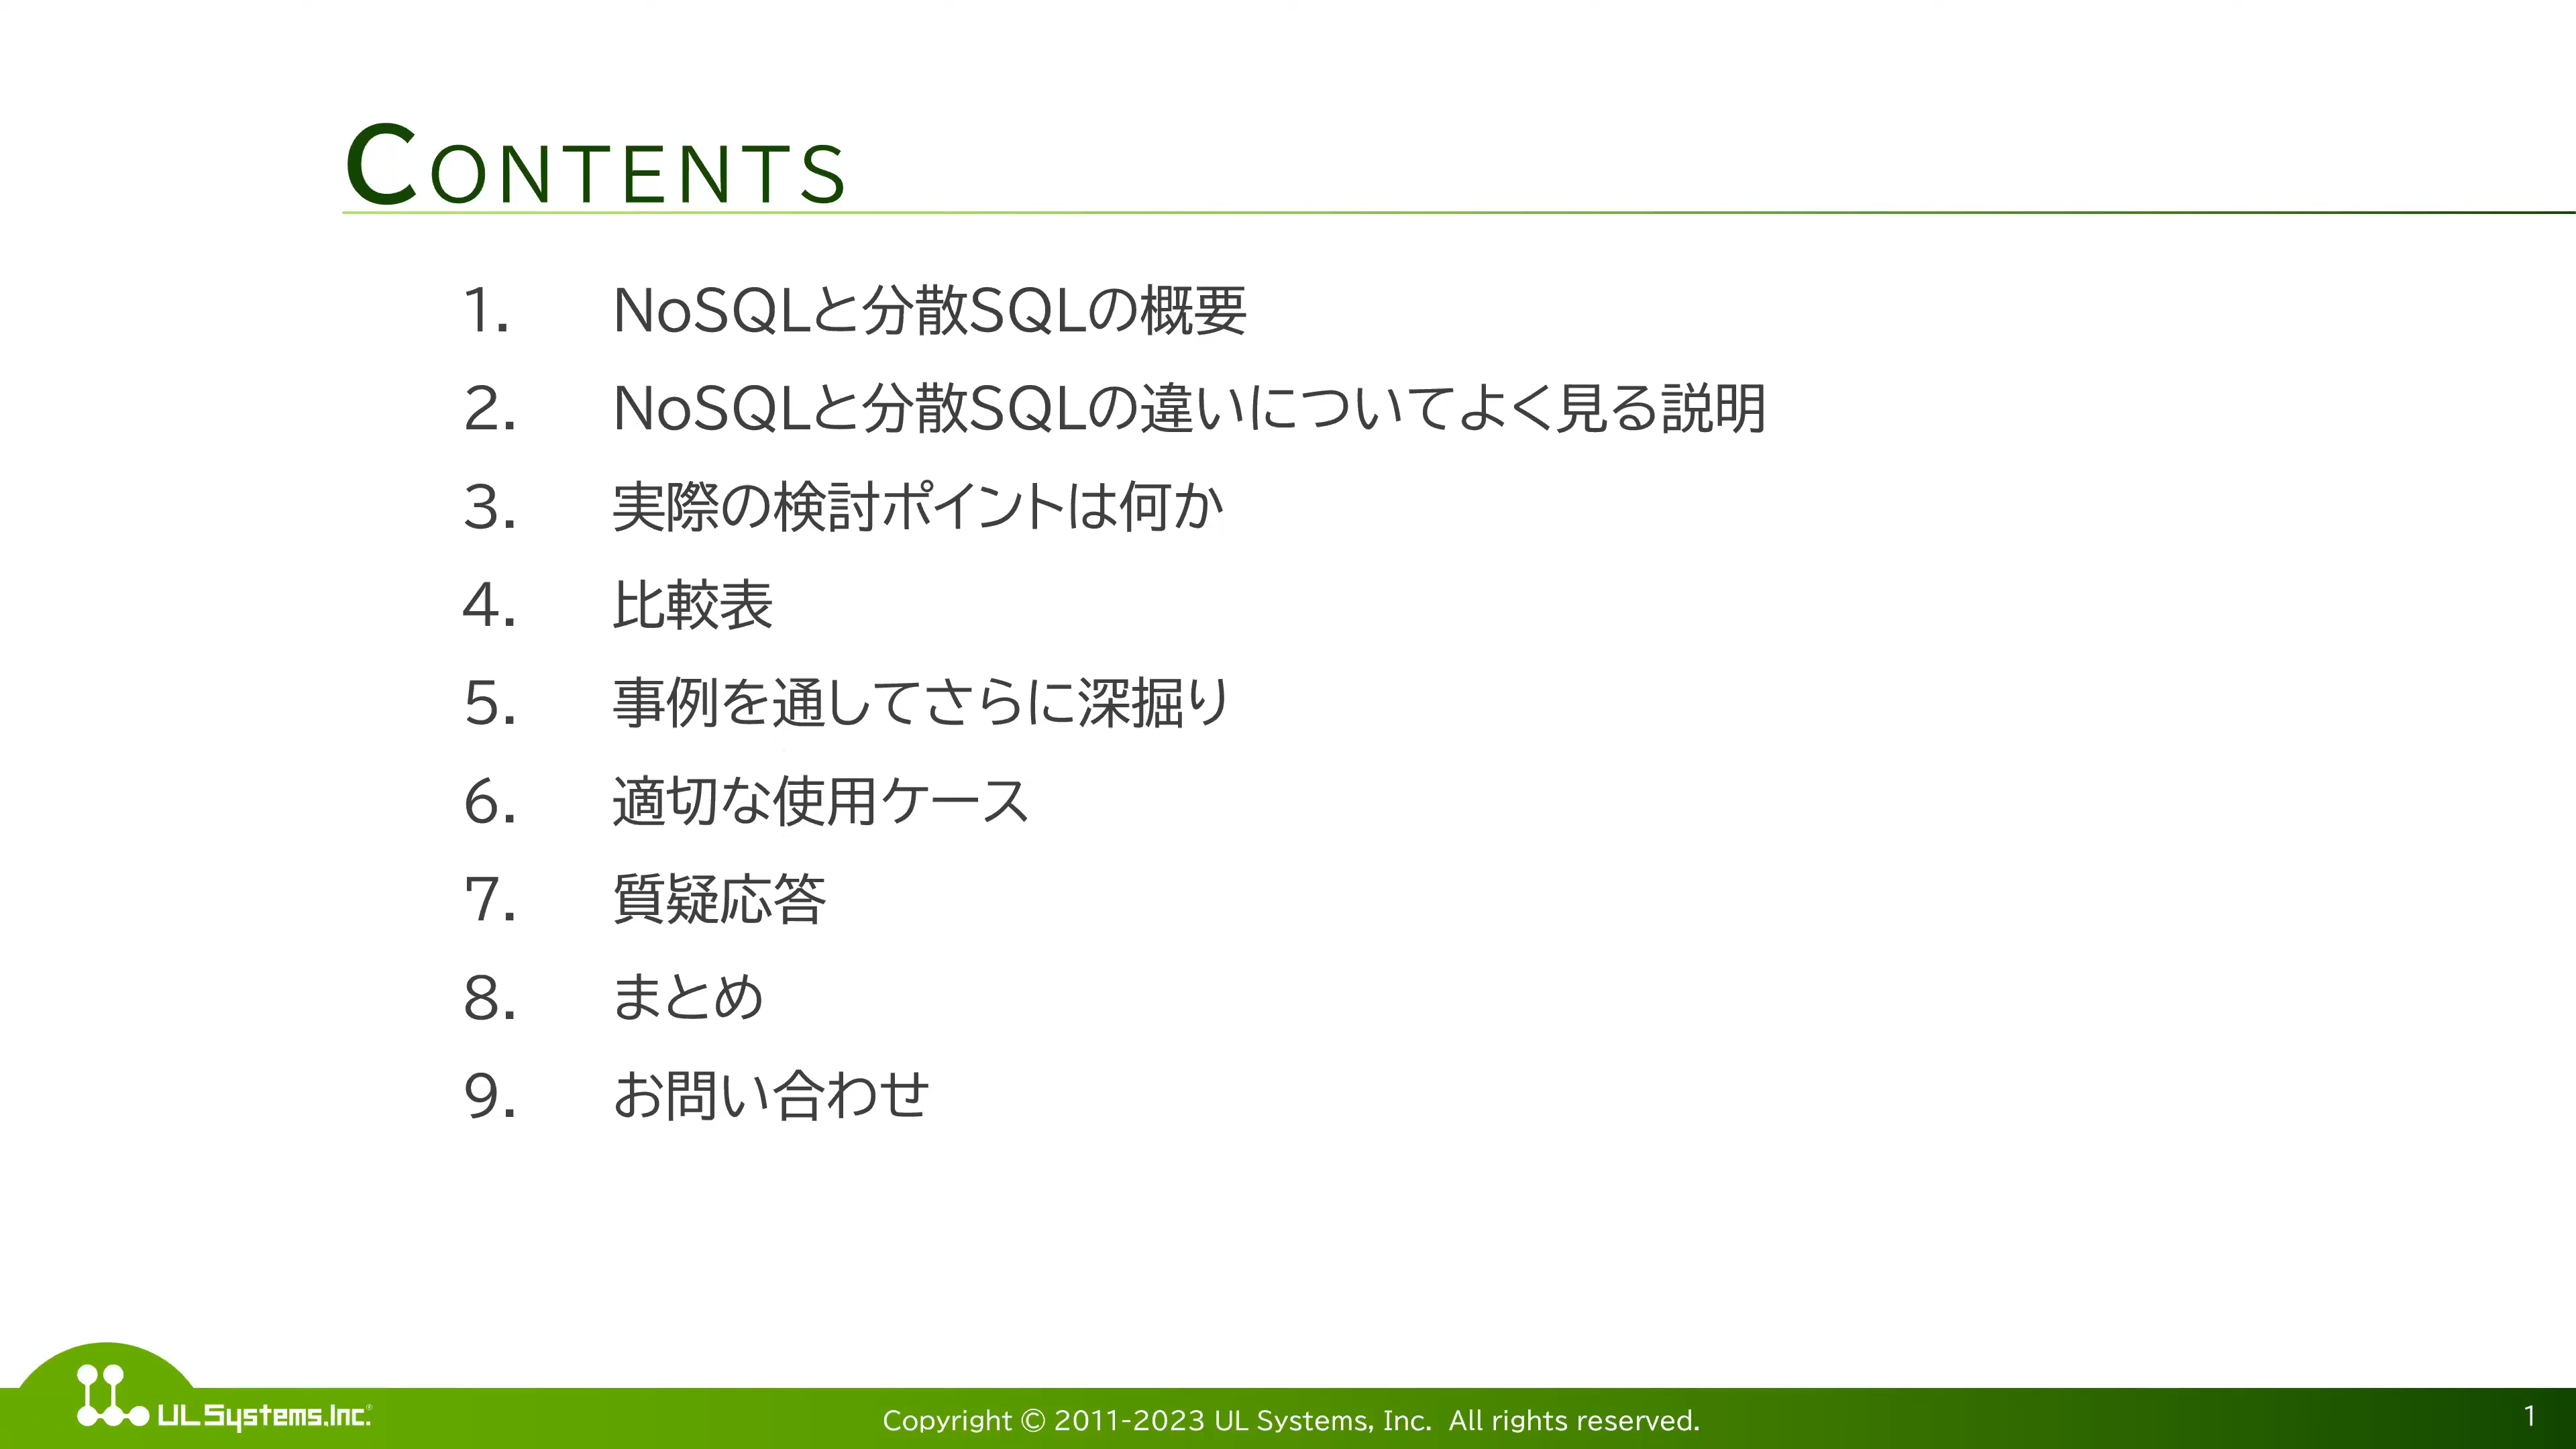 CONTENTS
1. NoSQLと分散SQLの概要
2. NoSQLと分散SQLの違いについてよく見る説明
3. 実際の検討ポイントは何か
4. 比較表
5. 事例を通してさらに深掘り
6. 適切な使用ケース
7. 質疑応答
8. まとめ
9. お問い合わせ
UL Systems,Inc.®
Copyright © 2011-2023 UL Systems, Inc. All rights reserved.
1